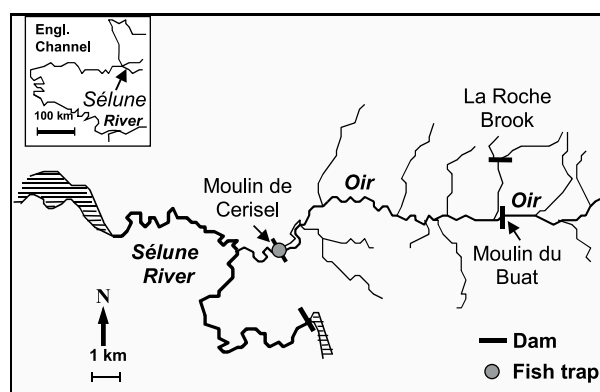 Engl.
Channel
Sélune
River
100 km
La Roche
Brook
Moulin de
Cerisel
Oir
Oir
Sélune
River
Moulin du
Buat
N
1 km
Dam
Fish trap